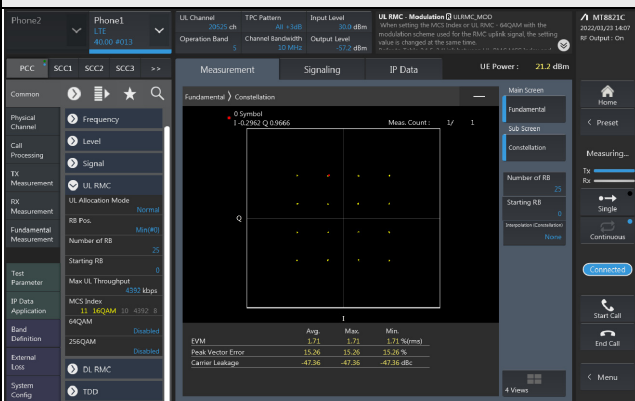 Phone2
Phone1
LTE
40.00 #013
UL Channel
20525 ch
TPC Pattern
All +3dB
Input Level
30.0 dBm
Operation Band
5
Channel Bandwidth
10 MHz
Output Level
-57.2 dBm
UL RMC - Modulation ULRMC_MOD
When setting the MCS Index or UL RMC - 64QAM with the
modulation scheme used for the RMC uplink signal, the setting
value is changed at the same time.
MT8821C
2022/03/23 14:07
RF Output : On
PCC
SCC1
SCC2
SCC3
>>
Measurement
Signaling
IP Data
UE Power : 21.2 dBm
Common
Physical
Channel
Call
Processing
TX
Measurement
RX
Measurement
Fundamental
Measurement
Test
Parameter
IP Data
Application
Band
Definition
External
Loss
System
Config
Frequency
Level
Signal
UL RMC
UL Allocation Mode
Normal
RB Pos.
Min(#0)
Number of RB
25
Starting RB
0
Max UL Throughput
4392 kbps
MCS Index
11 16QAM 10 4392 8
64QAM
Disabled
256QAM
Disabled
DL RMC
TDD
Fundamental 》 Constellation
0 Symbol
I -0.2962 Q 0.9666
Meas. Count : 1/ 1
Q
I
Avg. Max. Min.
EVM 1.71 1.71 1.71 %(rms)
Peak Vector Error 15.26 15.26 15.26 %
Carrier Leakage -47.36 -47.36 -47.36 dBc
Main Screen
Fundamental
Sub Screen
Constellation
Number of RB
25
Starting RB
0
Interpolation (Constellation)
None
4 Views
Home
< Preset
Measuring...
Tx
Rx
Single
Continuous
Connected
Start Call
End Call
< Menu